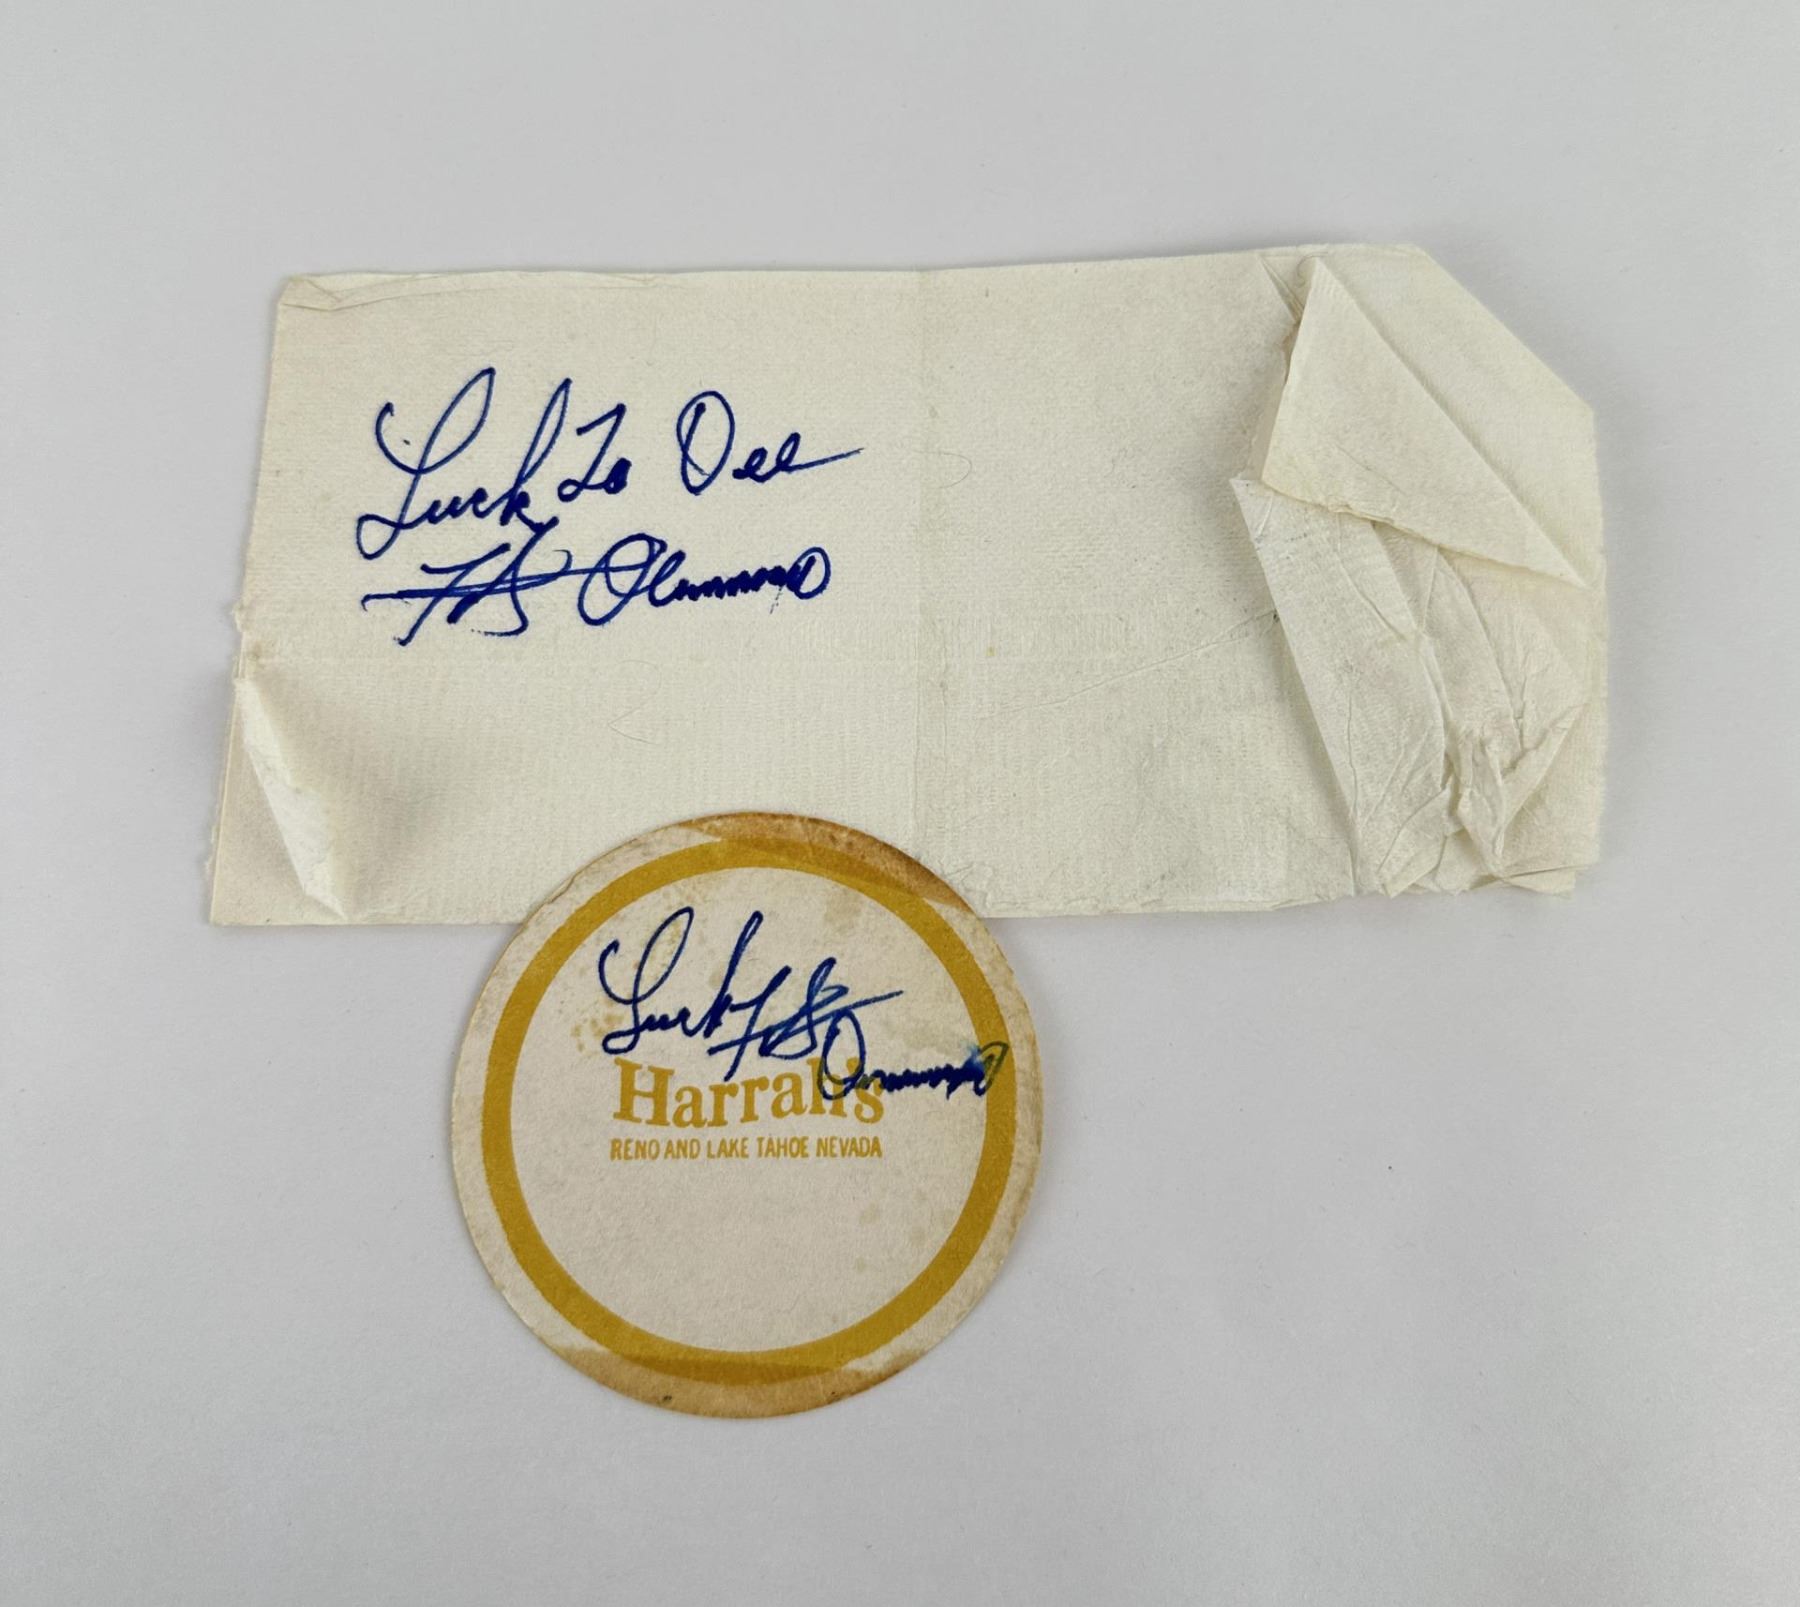 Luck To Dee
Luck
Harrah's
RENO AND LAKE TAHOE NEVADA